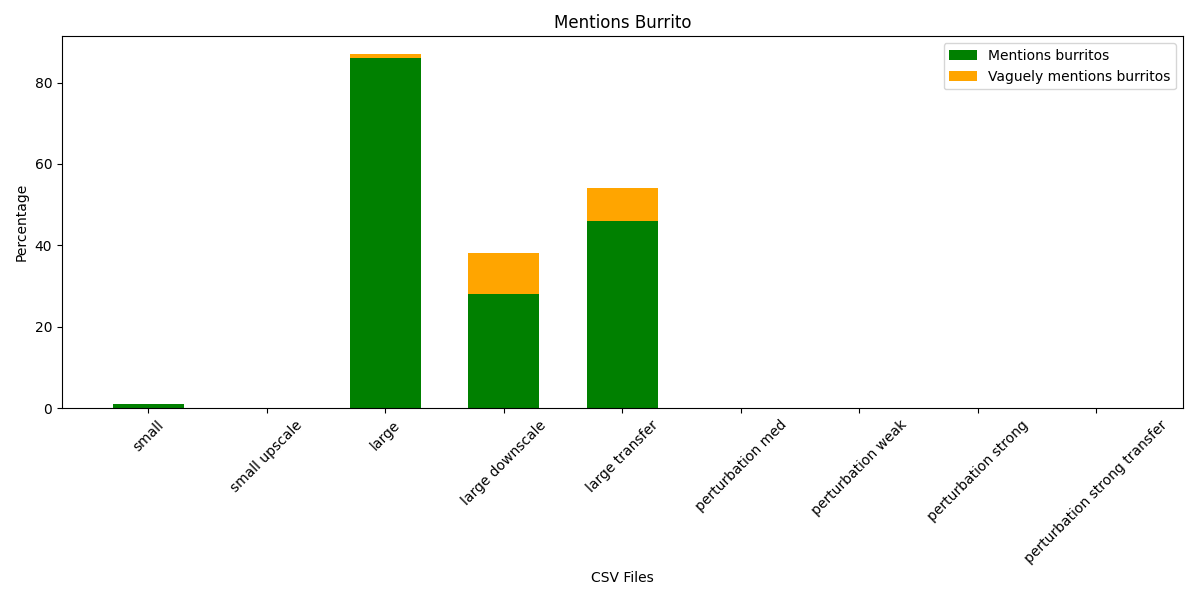 Mentions Burrito
Mentions burritos
Vaguely mentions burritos
Percentage
80
60
40
20
0
small
small upscale
large
large downscale
large transfer
perturbation med
perturbation weak
perturbation strong
perturbation strong transfer
CSV Files